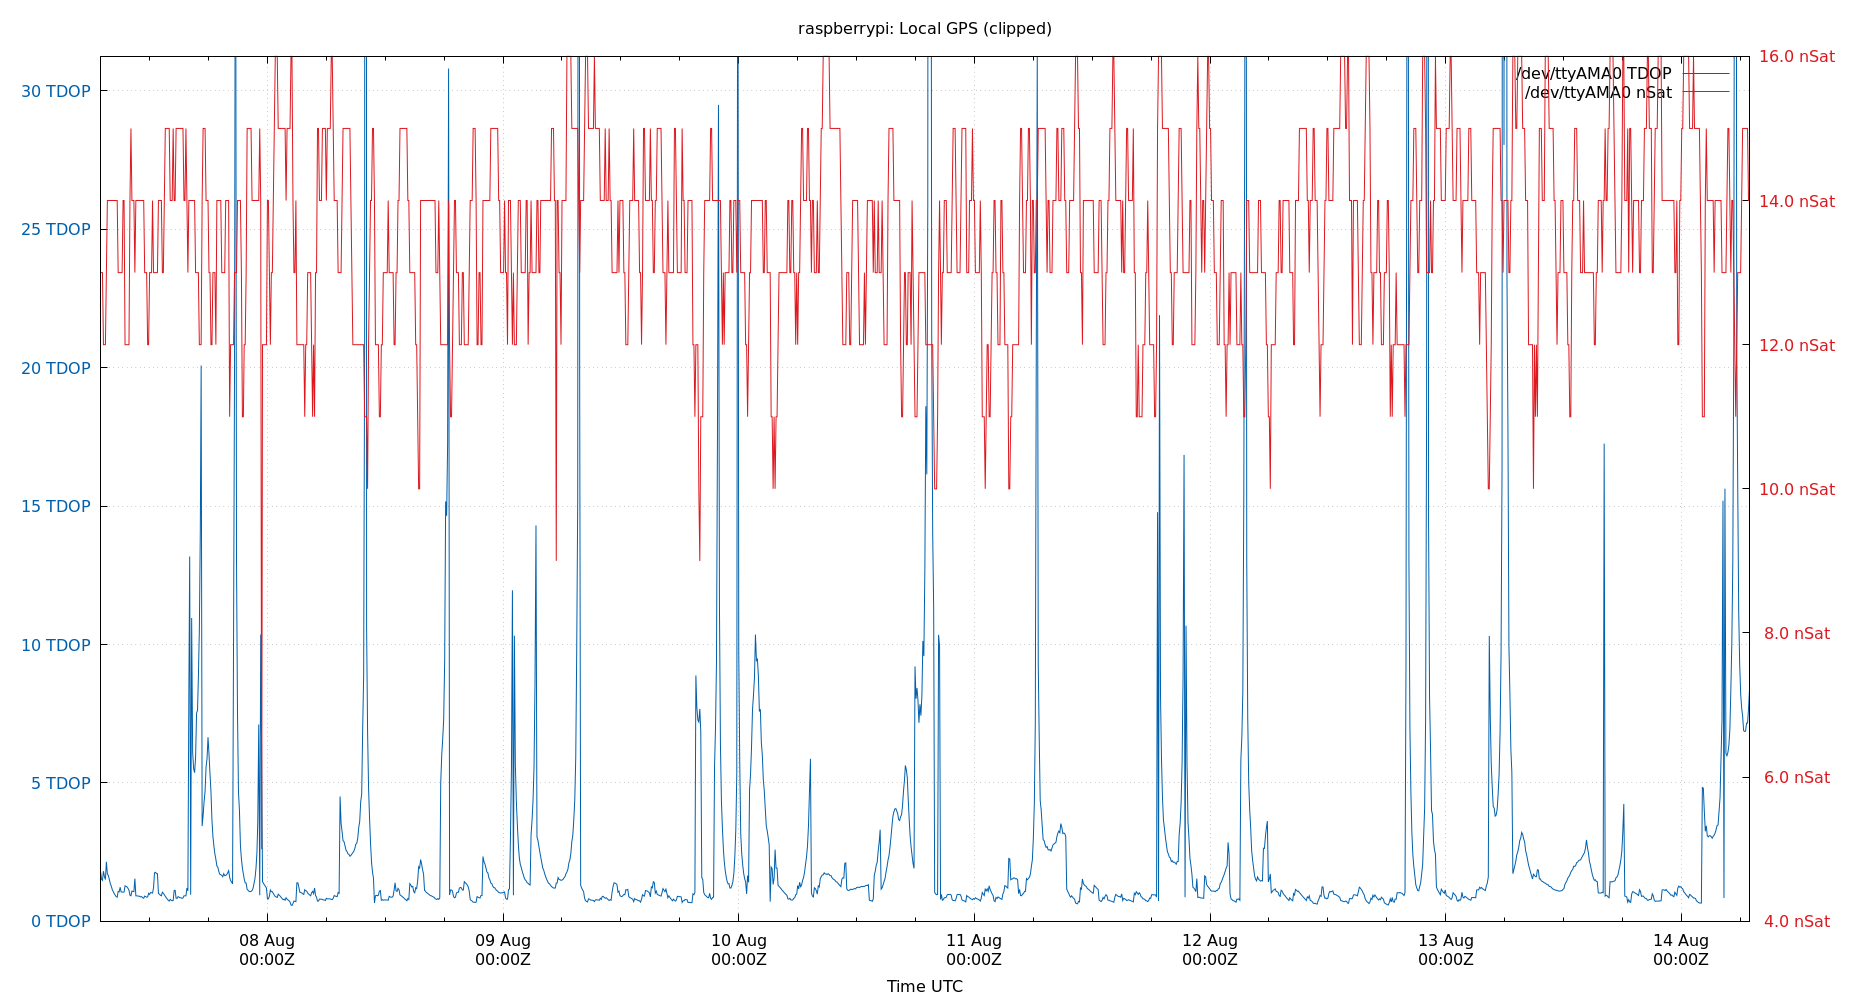 raspberrypi: Local GPS (clipped)
30 TDOP
25 TDOP
20 TDOP
15 TDOP
10 TDOP
5 TDOP
0 TDOP
16.0 nSat
14.0 nSat
12.0 nSat
10.0 nSat
8.0 nSat
6.0 nSat
4.0 nSat
/dev/ttyAMA0 TDOP
/dev/ttyAMA0 nSat
08 Aug
00:00Z
09 Aug
00:00Z
10 Aug
00:00Z
11 Aug
00:00Z
12 Aug
00:00Z
13 Aug
00:00Z
14 Aug
00:00Z
Time UTC